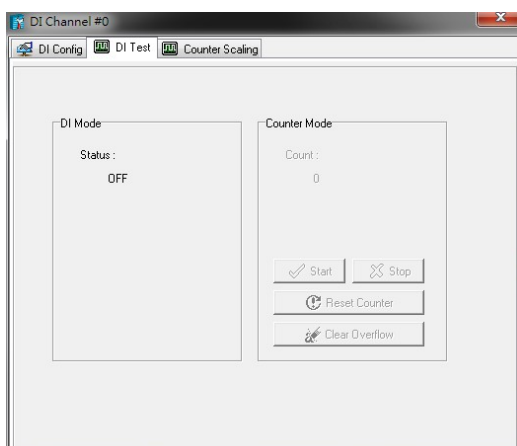 DI Channel #0
DI Config DI Test Counter Scaling
DI Mode
Status :
OFF
Counter Mode
Count :
0
Start Stop
Reset Counter
Clear Overflow